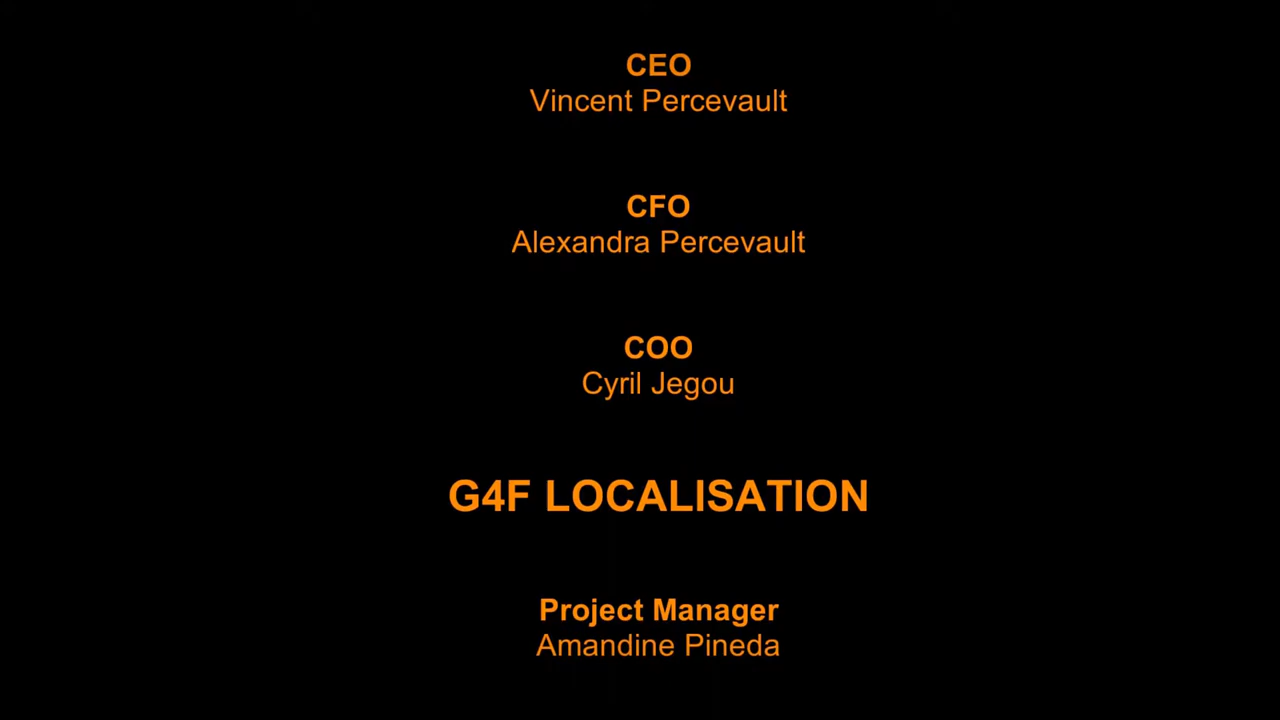 CEO
Vincent Percevault
CFO
Alexandra Percevault
COO
Cyril Jegou
G4F LOCALISATION
Project Manager
Amandine Pineda